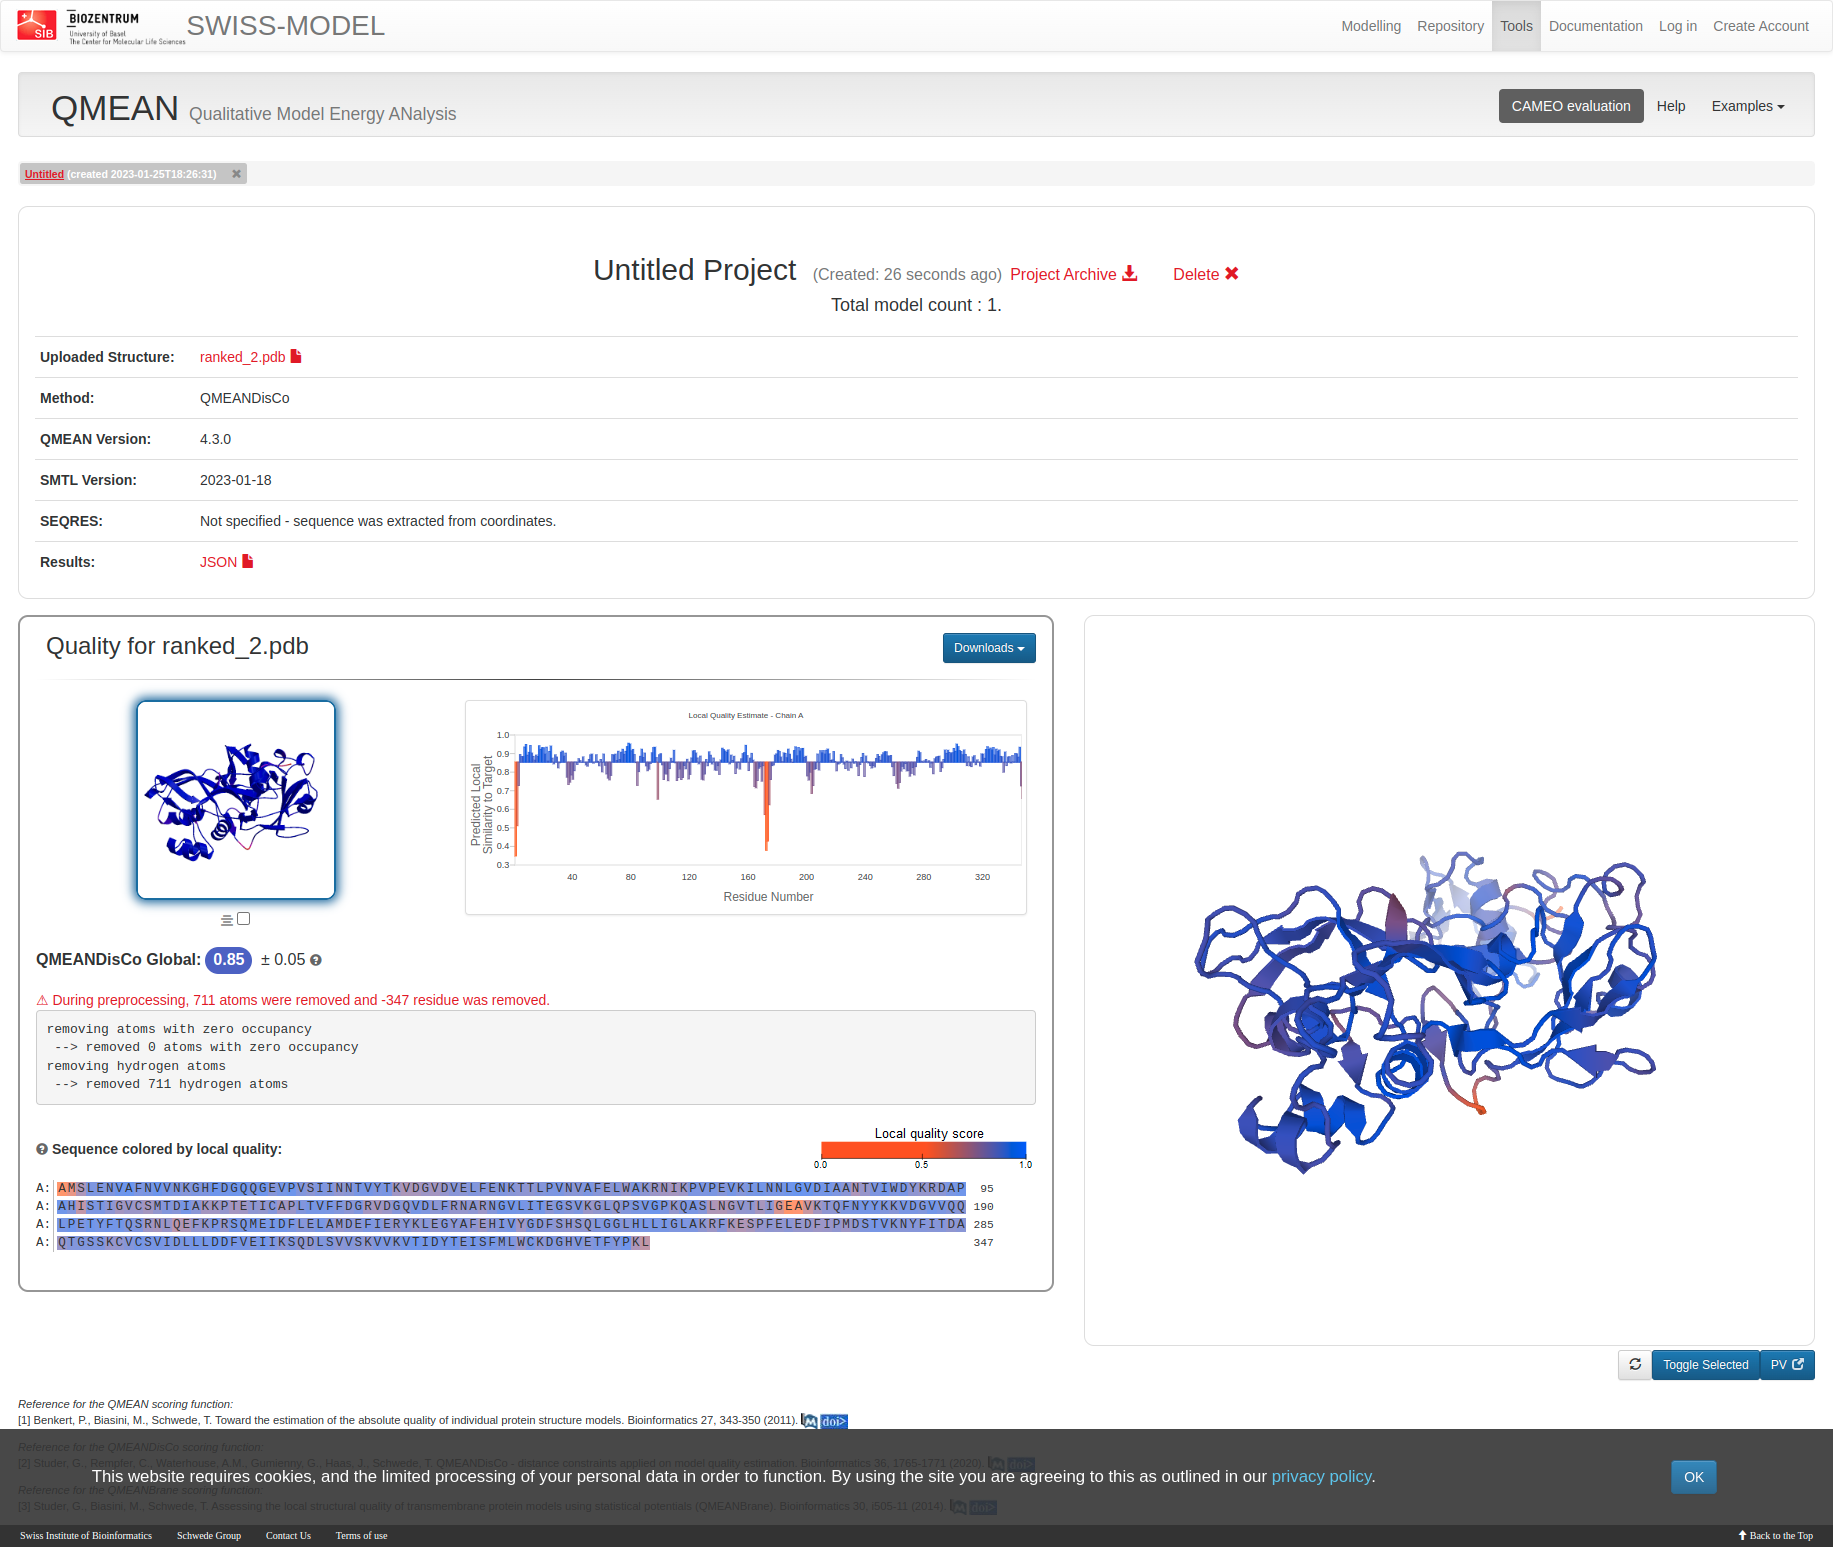 SIB
BIOZENTRUM
University of Basel
The Center for Molecular Life Sciences
SWISS-MODEL
Modelling Repository Tools Documentation Log in Create Account
QMEAN Qualitative Model Energy ANalysis
CAMEO evaluation Help Examples
Untitled (created 2023-01-25T18:26:31)
Untitled Project (Created: 26 seconds ago) Project Archive Delete
Total model count : 1.
Uploaded Structure: ranked_2.pdb
Method: QMEANDisCo
QMEAN Version: 4.3.0
SMTL Version: 2023-01-18
SEQRES: Not specified - sequence was extracted from coordinates.
Results: JSON
Quality for ranked_2.pdb
Downloads
Local Quality Estimate - Chain A
Predicted Local
Similarity to Target
1.0
0.9
0.8
0.7
0.6
0.5
0.4
0.3
40 80 120 160 200 240 280 320
Residue Number
QMEANDisCo Global: 0.85 ± 0.05
⚠ During preprocessing, 711 atoms were removed and -347 residue was removed.
removing atoms with zero occupancy
--> removed 0 atoms with zero occupancy
removing hydrogen atoms
--> removed 711 hydrogen atoms
Sequence colored by local quality:
Local quality score
0.0 0.5 1.0
A: AMSLENVAFNVVNKGHFDGQQGEVPVSIINNTVYTKVDGVDVELFENKTTLPVNVAFELWAKRNIKPVPEVKILNNLGVDIAANTVIWDYKRDAP 95
A: AHISTIGVCSMTDIAKKPTETICAPLTVFFDGRVDGQVDLFRNARNGVLITEGSVKGLQPSVGPKQASLNGVTLIGEAVKTQFNYYKKVDGVVQQ 190
A: LPETYFTQSRNLQEFKPRSQMEIDFLELAMDEFIERYKLEGYAFEHIVYGDFSHSQLGGLHLLIGLAKRFKESPFELEDFIPMDSTVKNYFITDA 285
A: QTGSSKCVCSVIDLLLDDFVEIIKSQDLSVVSKVVKVTIDYTEISFMLWCKDGHVETFYPKL 347
Toggle Selected PV
Reference for the QMEAN scoring function:
[1] Benkert, P., Biasini, M., Schwede, T. Toward the estimation of the absolute quality of individual protein structure models. Bioinformatics 27, 343-350 (2011). M doi>
Reference for the QMEANDisCo scoring function:
[2] Studer, G., Rempfer, C., Waterhouse, A.M., Gumienny, G., Haas, J., Schwede, T. QMEANDisCo - distance constraints applied on model quality estimation. Bioinformatics 36, 1765-1771 (2020). M doi>
This website requires cookies, and the limited processing of your personal data in order to function. By using the site you are agreeing to this as outlined in our privacy policy.
OK
Reference for the QMEANBrane scoring function:
[3] Studer, G., Biasini, M., Schwede, T. Assessing the local structural quality of transmembrane protein models using statistical potentials (QMEANBrane). Bioinformatics 30, i505-11 (2014). M doi>
Swiss Institute of Bioinformatics Schwede Group Contact Us Terms of use
Back to the Top